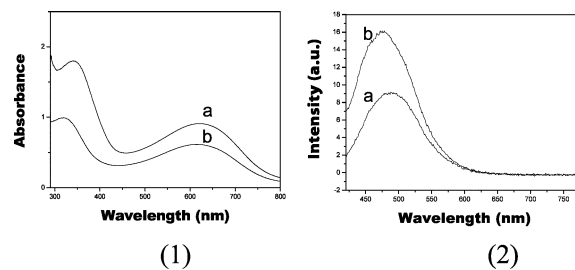 2
1
0
Absorbance
a
b
300 400 500 600 700 800
Wavelength (nm)
(1)
18
16
14
12
10
8
6
4
2
0
-2
Intensity (a.u.)
b
a
450 500 550 600 650 700 750
Wavelength (nm)
(2)